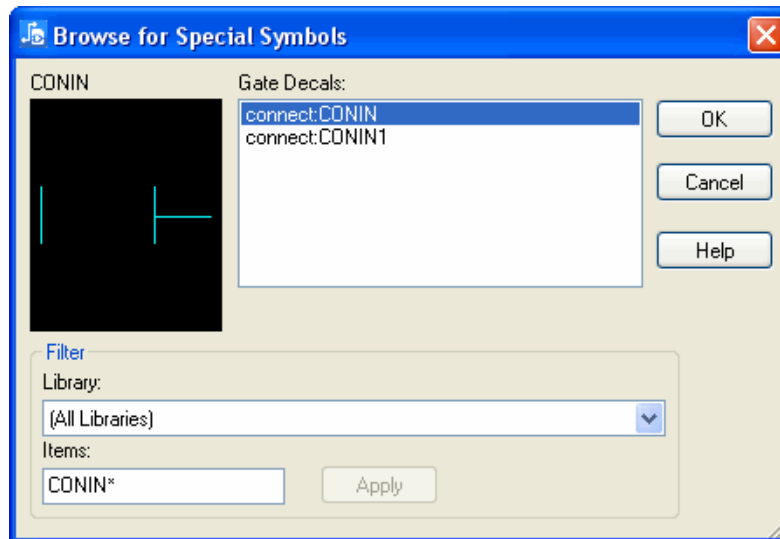 Browse for Special Symbols
CONIN
Gate Decals:
connect:CONIN
connect:CONIN1
OK
Cancel
Help
Filter
Library:
(All Libraries)
Items:
CONIN*
Apply